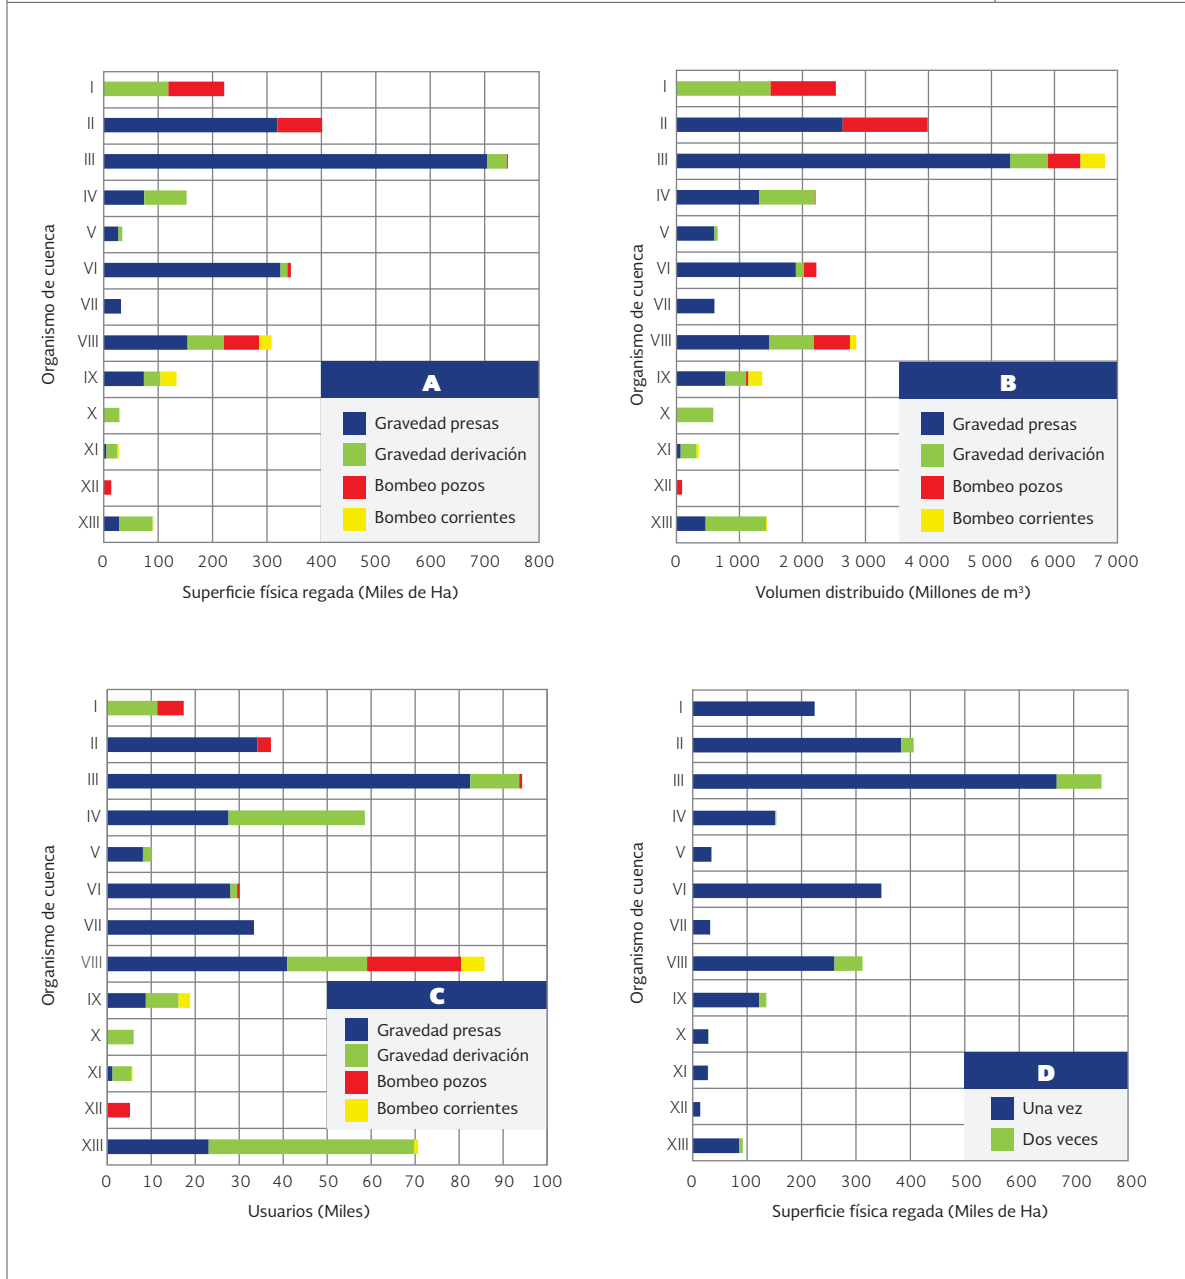 Organismo de cuenca
I
II
III
IV
V
VI
VII
VIII
IX
X
XI
XII
XIII
A
Gravedad presas
Gravedad derivación
Bombeo pozos
Bombeo corrientes
0 100 200 300 400 500 600 700 800
Superficie física regada (Miles de Ha)
Organismo de cuenca
I
II
III
IV
V
VI
VII
VIII
IX
X
XI
XII
XIII
B
Gravedad presas
Gravedad derivación
Bombeo pozos
Bombeo corrientes
0 1 000 2 000 3 000 4 000 5 000 6 000 7 000
Volumen distribuido (Millones de m³)
Organismo de cuenca
I
II
III
IV
V
VI
VII
VIII
IX
X
XI
XII
XIII
C
Gravedad presas
Gravedad derivación
Bombeo pozos
Bombeo corrientes
0 10 20 30 40 50 60 70 80 90 100
Usuarios (Miles)
Organismo de cuenca
I
II
III
IV
V
VI
VII
VIII
IX
X
XI
XII
XIII
D
Una vez
Dos veces
0 100 200 300 400 500 600 700 800
Superficie física regada (Miles de Ha)